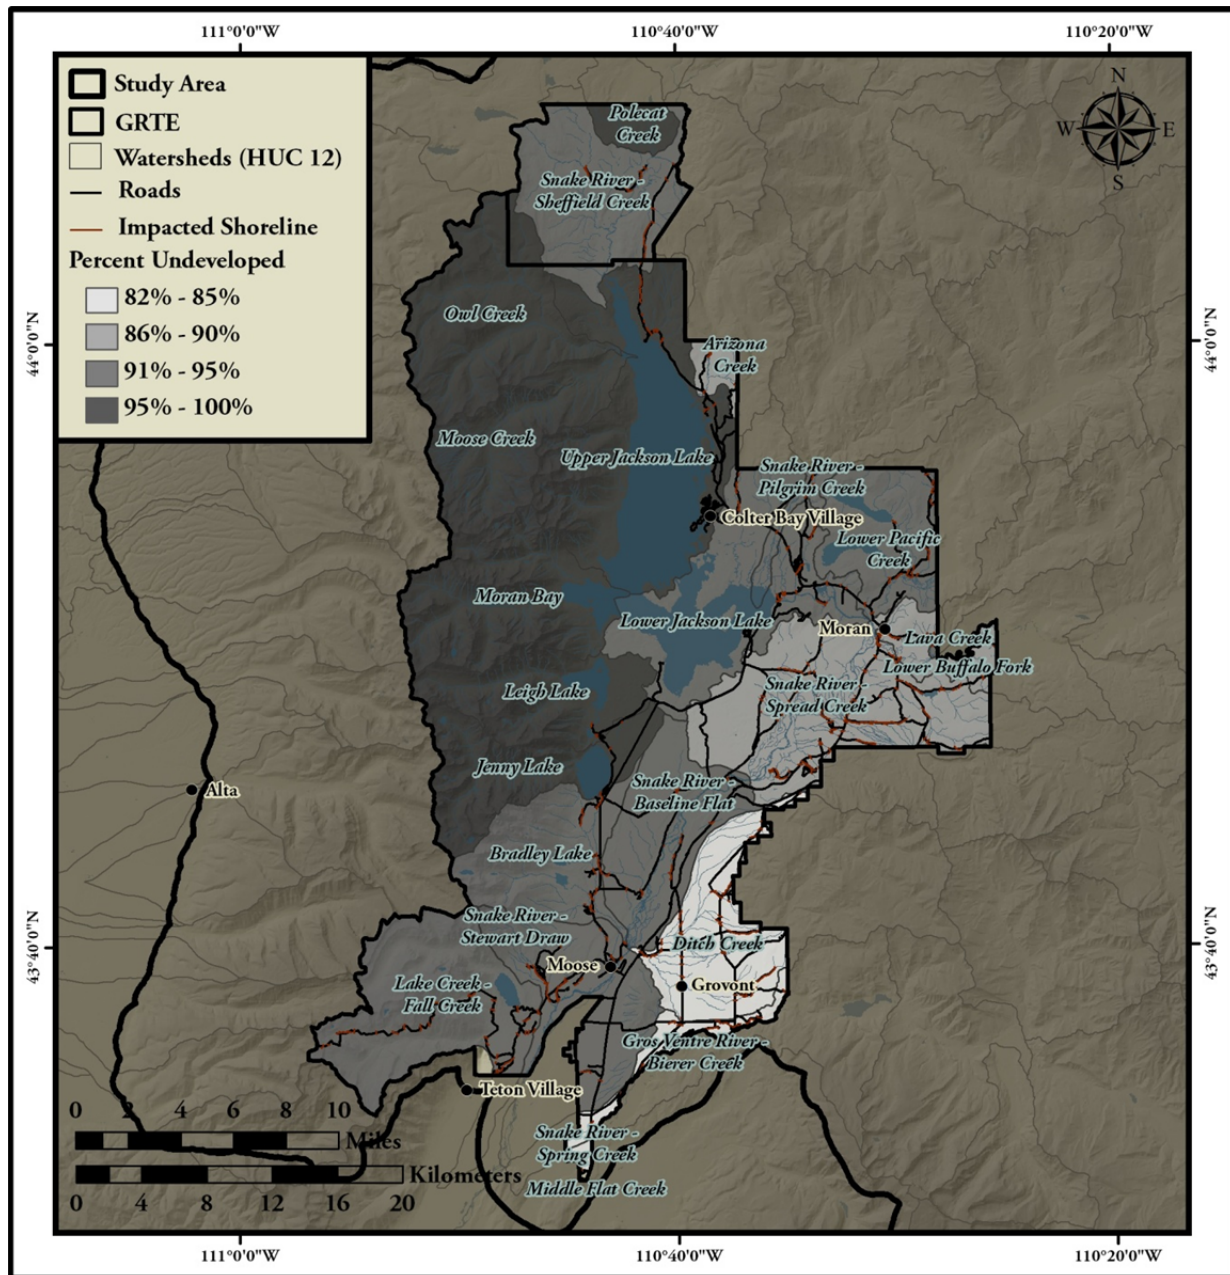 111°0'0"W
110°40'0"W
110°20'0"W
Study Area
GRTE
Watersheds (HUC 12)
Roads
Impacted Shoreline
Percent Undeveloped
82% - 85%
86% - 90%
91% - 95%
95% - 100%
N
W
E
S
Polecat
Creek
Snake River -
Sheffield Creek
Owl Creek
44°0'0"N
44°0'0"N
Arizona
Creek
Moose Creek
Upper Jackson Lake
Snake River -
Pilgrim Creek
Colter Bay Village
Lower Pacific
Creek
Moran Bay
Lower Jackson Lake
Moran
Lava Creek
Lower Buffalo Fork
Leigh Lake
Snake River -
Spread Creek
Jenny Lake
Snake River -
Baseline Flat
Alta
Bradley Lake
Snake River -
Stewart Draw
43°40'0"N
43°40'0"N
Ditch Creek
Moose
Lake Creek -
Fall Creek
Grovont
Gros Ventre River -
Bierer Creek
Teton Village
0 2 4 6 8 10
Miles
Snake River -
Spring Creek
Kilometers
Middle Flat Creek
0 4 8 12 16 20
111°0'0"W
110°40'0"W
110°20'0"W